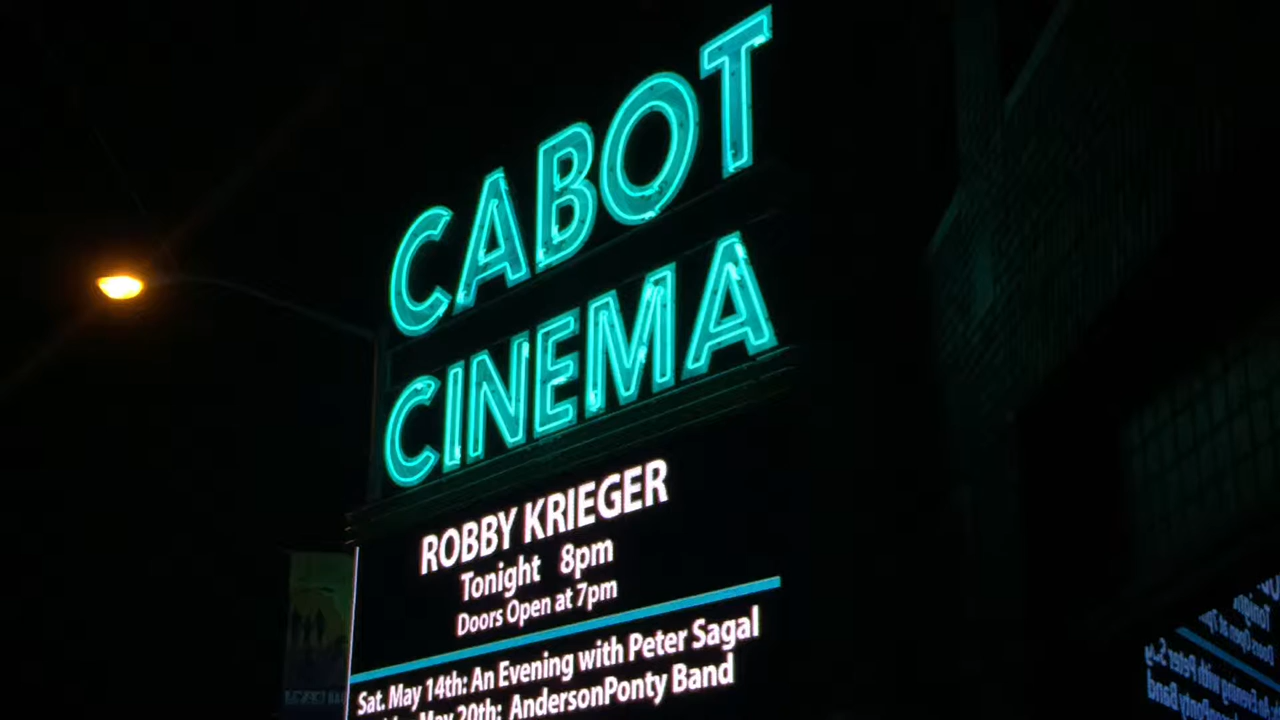 CABOT
CINEMA
ROBBY KRIEGER
Tonight 8pm
Doors Open at 7pm
Sat. May 14th: An Evening with Peter Sagal
May 20th: AndersonPonty Band